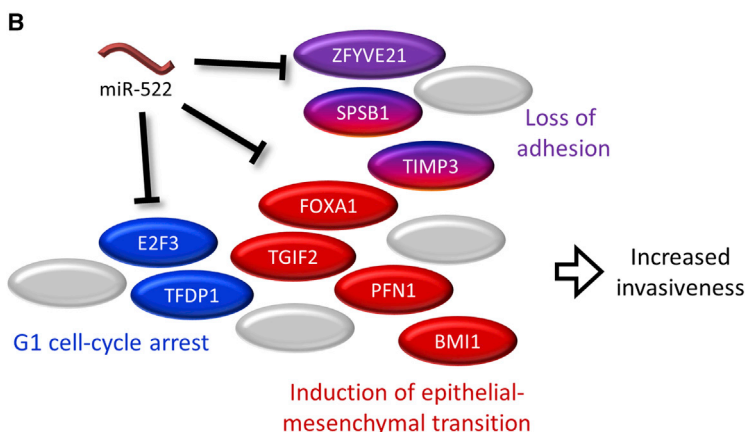 B
miR-522
ZFYVE21
SPSB1
Loss of
adhesion
TIMP3
FOXA1
E2F3
TGIF2
TFDP1
PFN1
Increased
invasiveness
G1 cell-cycle arrest
BMI1
Induction of epithelial-
mesenchymal transition